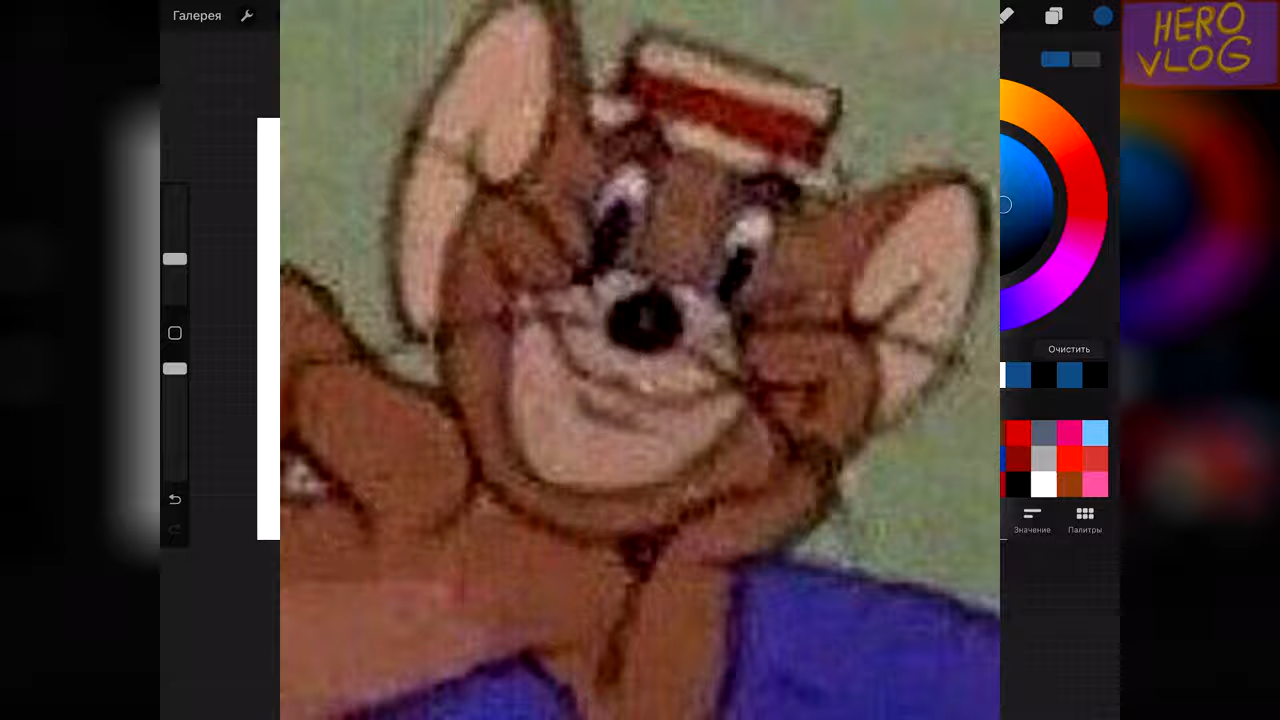 Галерея
HERO
VLOG
Очистить
Значение
Палитры